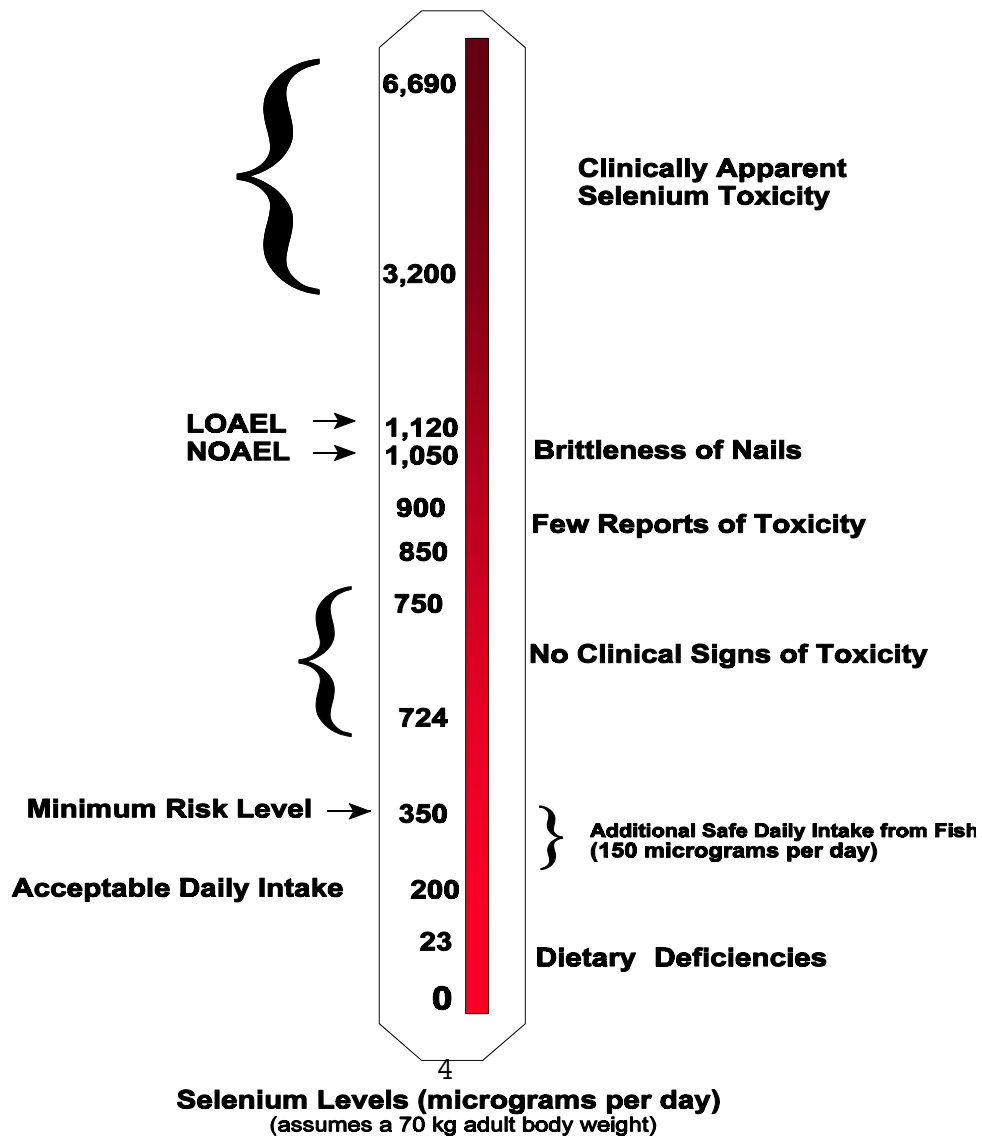 6,690
Clinically Apparent
Selenium Toxicity
3,200
LOAEL
1,120
NOAEL
1,050
Brittleness of Nails
900
Few Reports of Toxicity
850
750
No Clinical Signs of Toxicity
724
Minimum Risk Level
350
Additional Safe Daily Intake from Fish
(150 micrograms per day)
Acceptable Daily Intake
200
23
Dietary Deficiencies
0
4
Selenium Levels (micrograms per day)
(assumes a 70 kg adult body weight)